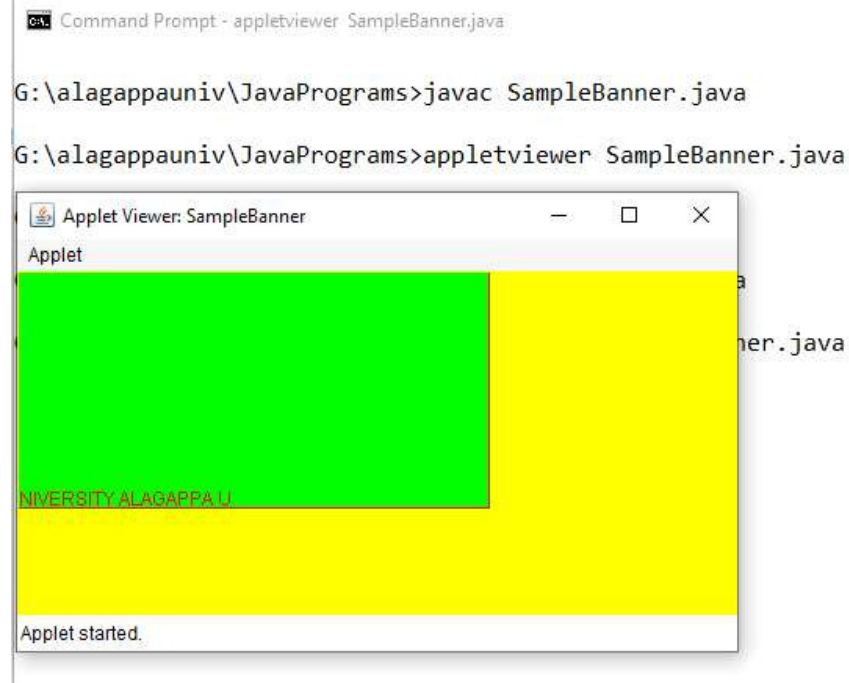 Command Prompt - appletviewer SampleBanner.java
G:\alagappauniv\JavaPrograms>javac SampleBanner.java
G:\alagappauniv\JavaPrograms>appletviewer SampleBanner.java
Applet Viewer: SampleBanner
Applet
a
ner.java
NIVERSITY ALAGAPPA U
Applet started.